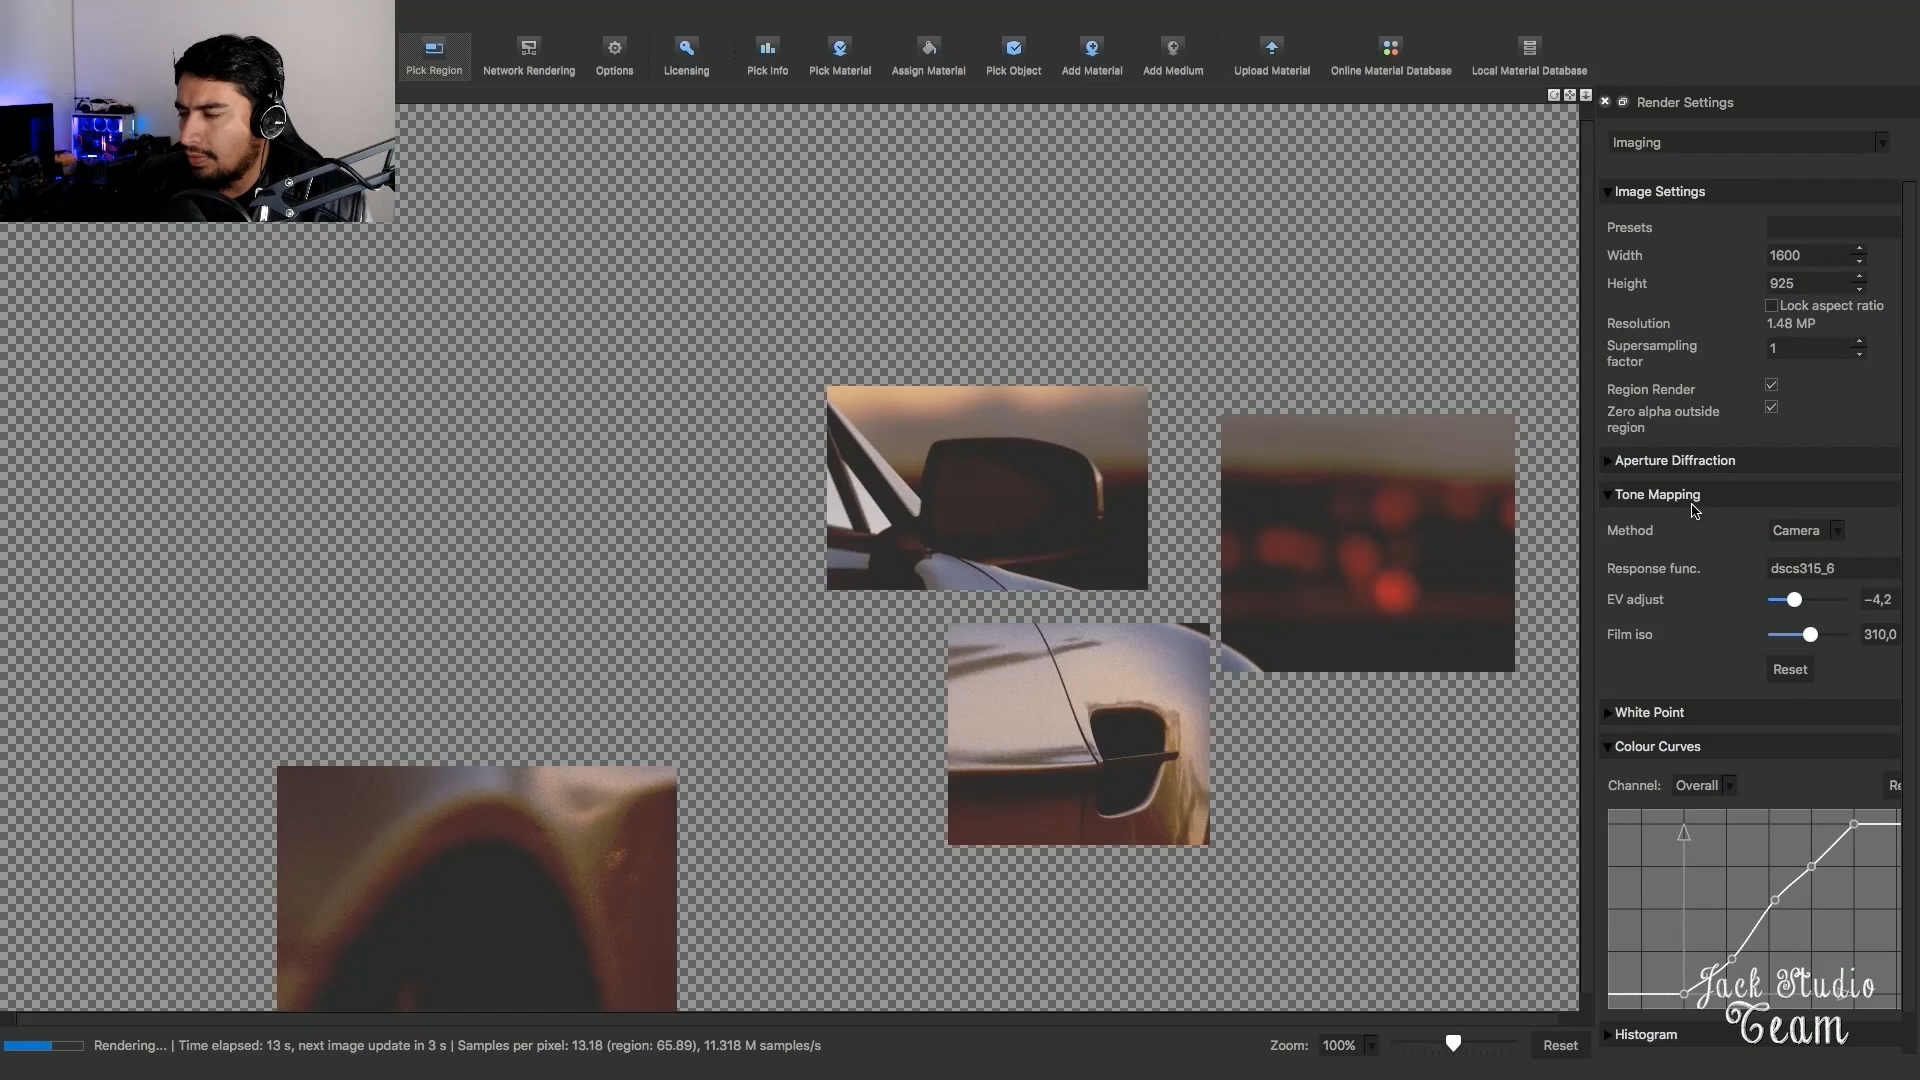 Pick Region
Network Rendering
Options
Licensing
Pick Info
Pick Material
Assign Material
Pick Object
Add Material
Add Medium
Upload Material
Online Material Database
Local Material Database
Render Settings
Imaging
Image Settings
Presets
Width 1600
Height 925
Lock aspect ratio
Resolution 1.48 MP
Supersampling factor 1
Region Render
Zero alpha outside region
Aperture Diffraction
Tone Mapping
Method Camera
Response func. dscs315_6
EV adjust -4,2
Film iso 310,0
Reset
White Point
Colour Curves
Channel: Overall Re
Jack Studio
Team
Histogram
Rendering... | Time elapsed: 13 s, next image update in 3 s | Samples per pixel: 13.18 (region: 65.89), 11.318 M samples/s
Zoom: 100% Reset